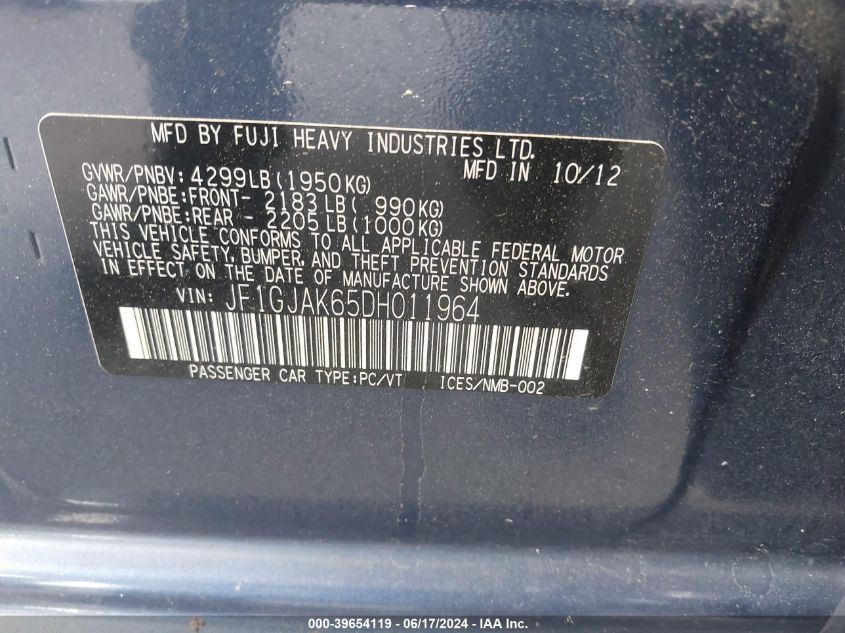 MFD BY FUJI HEAVY INDUSTRIES LTD.
MFD IN 10/12
GVWR/PNBV: 4299LB(1950KG)
GAWR/PNBE:FRONT- 2183LB( 990KG)
GAWR/PNBE:REAR - 2205LB(1000KG)
THIS VEHICLE CONFORMS TO ALL APPLICABLE FEDERAL MOTOR
VEHICLE SAFETY, BUMPER, AND THEFT PREVENTION STANDARDS
IN EFFECT ON THE DATE OF MANUFACTURE SHOWN ABOVE.
VIN: JF1GJAK65DH011964
PASSENGER CAR TYPE:PC/VT ICES/NMB-002
000-39654119 - 06/17/2024 - IAA Inc.